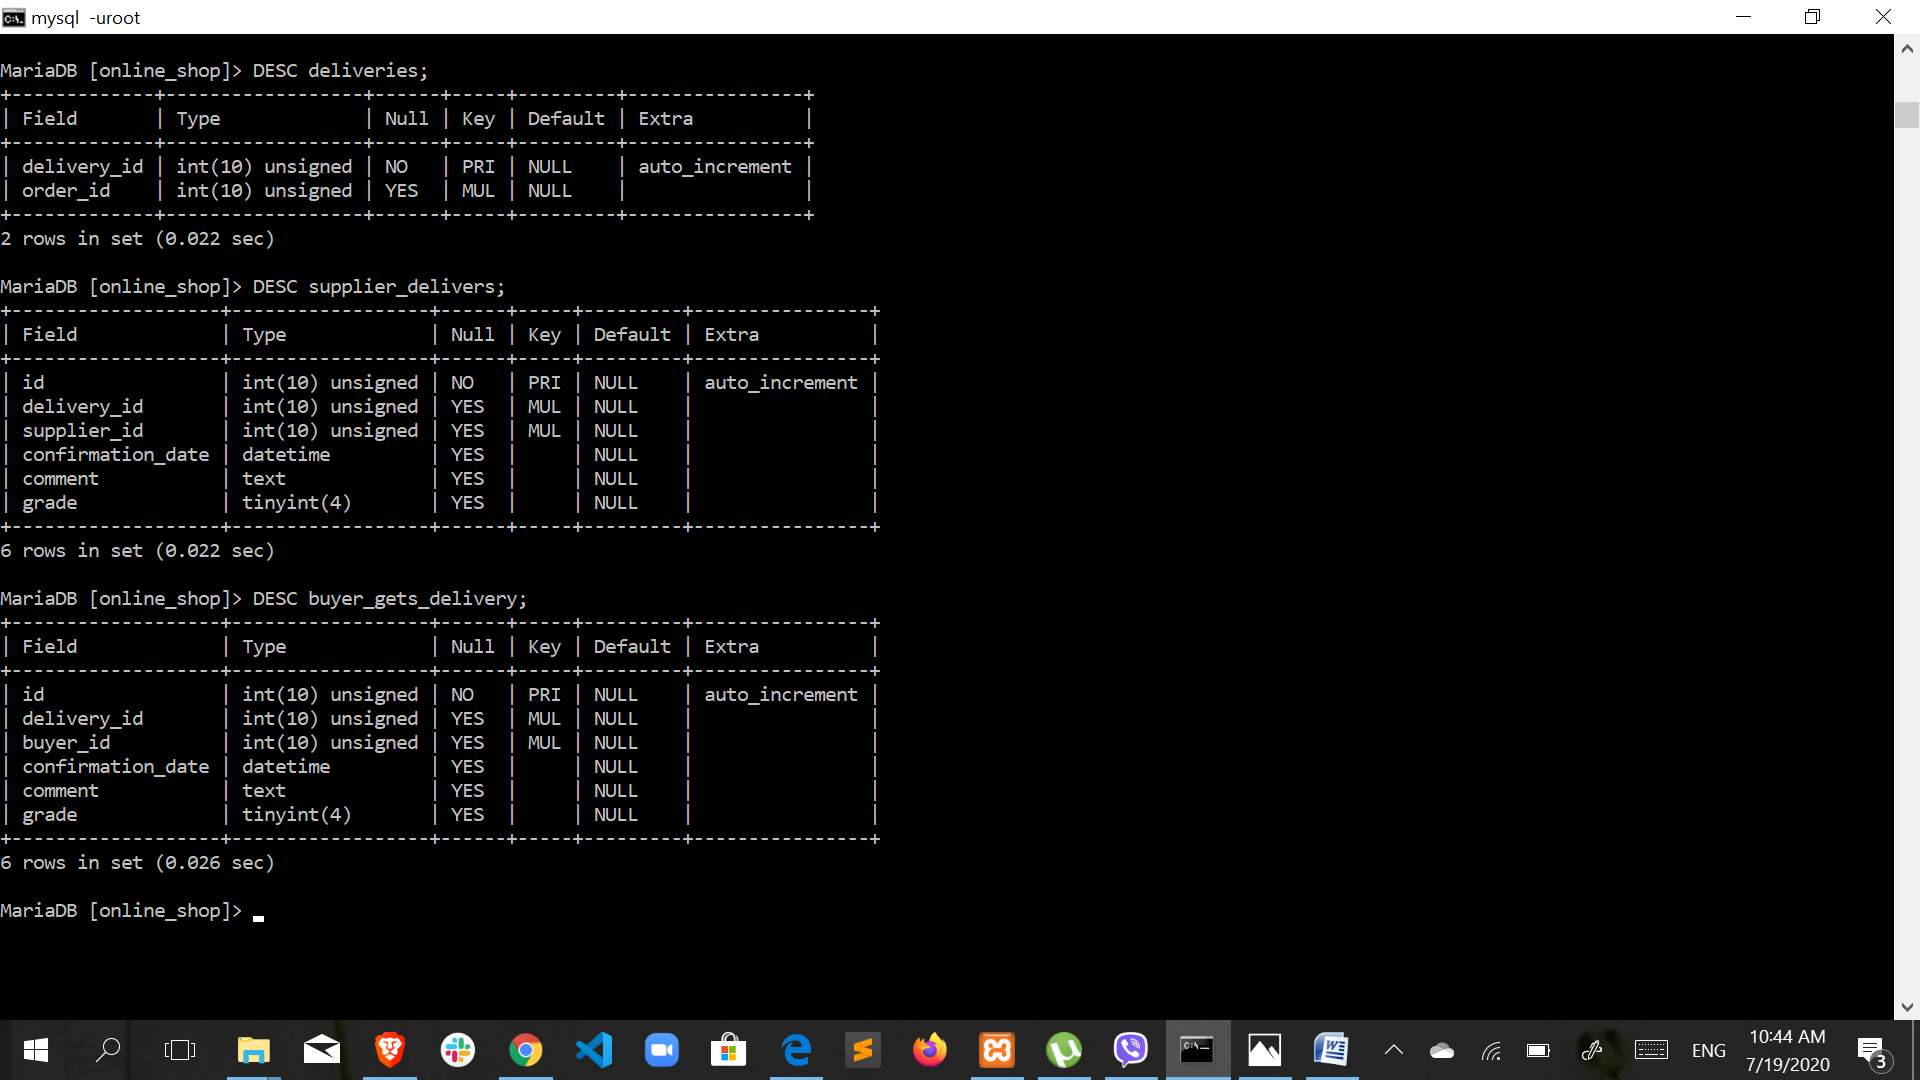 mysql  -uroot
MariaDB [online_shop]> DESC deliveries;
+-------------+------------------+------+-----+---------+----------------+
| Field       | Type             | Null | Key | Default | Extra          |
+-------------+------------------+------+-----+---------+----------------+
| delivery_id | int(10) unsigned | NO   | PRI | NULL    | auto_increment |
| order_id    | int(10) unsigned | YES  | MUL | NULL    |                |
+-------------+------------------+------+-----+---------+----------------+
2 rows in set (0.022 sec)
MariaDB [online_shop]> DESC supplier_delivers;
+-------------------+------------------+------+-----+---------+----------------+
| Field             | Type             | Null | Key | Default | Extra          |
+-------------------+------------------+------+-----+---------+----------------+
| id                | int(10) unsigned | NO   | PRI | NULL    | auto_increment |
| delivery_id       | int(10) unsigned | YES  | MUL | NULL    |                |
| supplier_id       | int(10) unsigned | YES  | MUL | NULL    |                |
| confirmation_date | datetime         | YES  |     | NULL    |                |
| comment           | text             | YES  |     | NULL    |                |
| grade             | tinyint(4)       | YES  |     | NULL    |                |
+-------------------+------------------+------+-----+---------+----------------+
6 rows in set (0.022 sec)
MariaDB [online_shop]> DESC buyer_gets_delivery;
+-------------------+------------------+------+-----+---------+----------------+
| Field             | Type             | Null | Key | Default | Extra          |
+-------------------+------------------+------+-----+---------+----------------+
| id                | int(10) unsigned | NO   | PRI | NULL    | auto_increment |
| delivery_id       | int(10) unsigned | YES  | MUL | NULL    |                |
| buyer_id          | int(10) unsigned | YES  | MUL | NULL    |                |
| confirmation_date | datetime         | YES  |     | NULL    |                |
| comment           | text             | YES  |     | NULL    |                |
| grade             | tinyint(4)       | YES  |     | NULL    |                |
+-------------------+------------------+------+-----+---------+----------------+
6 rows in set (0.026 sec)
MariaDB [online_shop]>
ENG
10:44 AM
7/19/2020
3